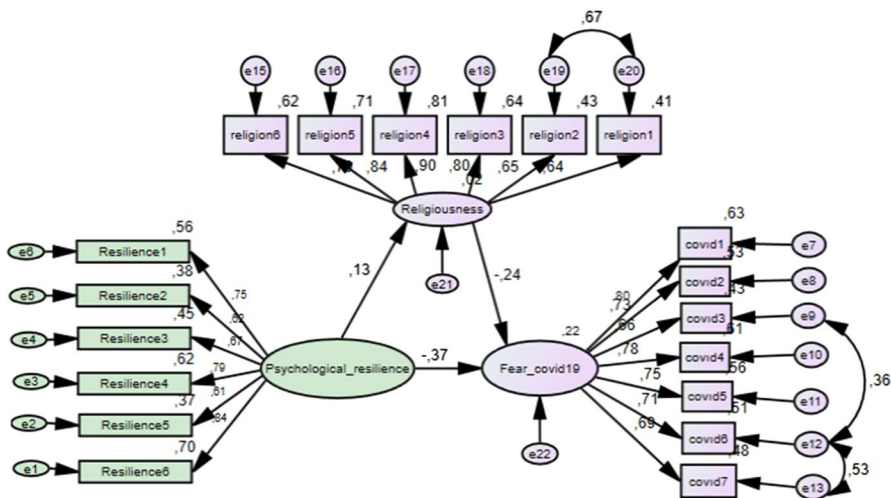 ,67
e15 e16 e17 e18 e19 e20
,62 ,71 ,81 ,64 ,43 ,41
religion6 religion5 religion4 religion3 religion2 religion1
,84 ,90 ,80 ,65 ,64
,02
Religiousness
e21
,13
-,24
-,37
,56
e6 Resilience1
,38
e5 Resilience2
,45
e4 Resilience3
,62
e3 Resilience4
,37
e2 Resilience5
,70
e1 Resilience6
,75
,62
,67
,79
,81
,84
Psychological_resilience
,22
Fear_covid19
e22
,63
covid1 e7
,53
covid2 e8
,43
covid3 e9
,61
covid4 e10
,56
covid5 e11
,51
covid6 e12
,48
covid7 e13
,80
,73
,66
,78
,75
,71
,69
,36
,53